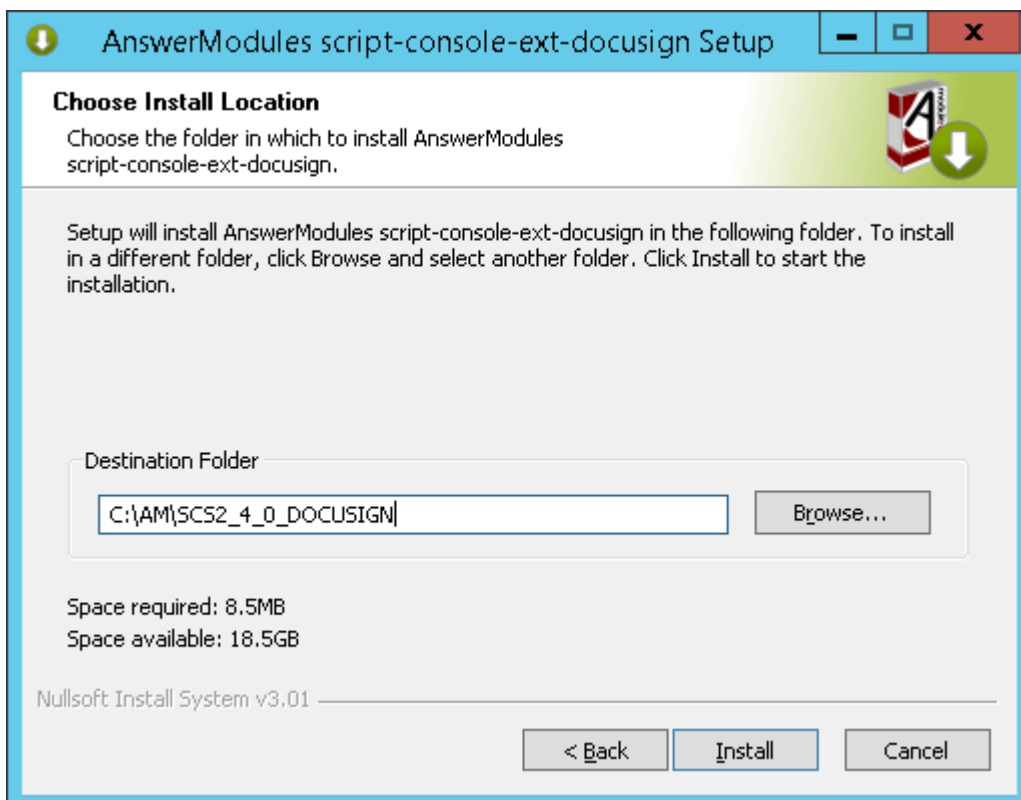 AnswerModules script-console-ext-docusign Setup
Choose Install Location
Choose the folder in which to install AnswerModules
script-console-ext-docusign.
Setup will install AnswerModules script-console-ext-docusign in the following folder. To install
in a different folder, click Browse and select another folder. Click Install to start the
installation.
Destination Folder
C:\AM\SCS2_4_0_DOCUSIGN
Browse...
Space required: 8.5MB
Space available: 18.5GB
Nullsoft Install System v3.01
< Back
Install
Cancel